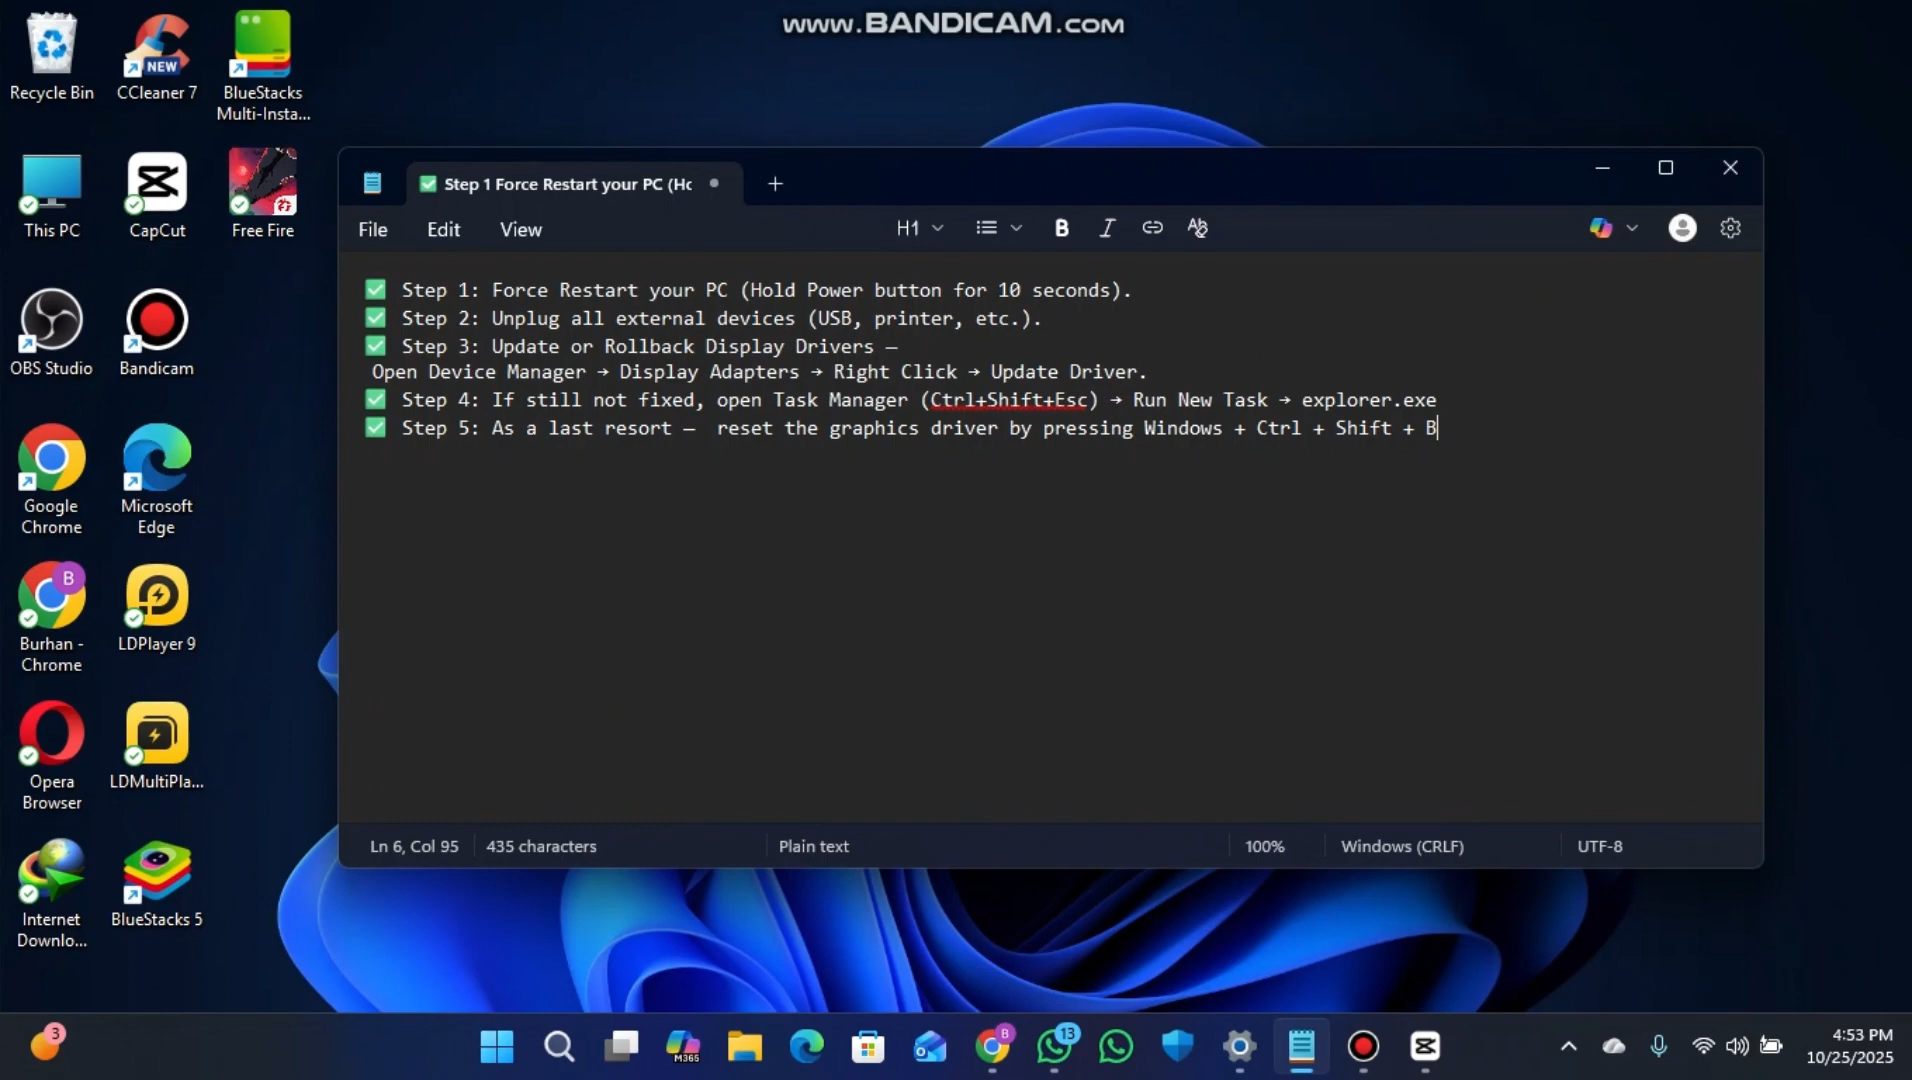 www.BANDICAM.com
Recycle Bin
NEW
CCleaner 7
BlueStacks
Multi-Insta...
This PC
CapCut
Free Fire
OBS Studio
Bandicam
Google
Chrome
Microsoft
Edge
B
Burhan -
Chrome
LDPlayer 9
Opera
Browser
LDMultiPla...
Internet
Downlo...
BlueStacks 5
✅ Step 1 Force Restart your PC (Hc
File Edit View
H1
B I
✅ Step 1: Force Restart your PC (Hold Power button for 10 seconds).
✅ Step 2: Unplug all external devices (USB, printer, etc.).
✅ Step 3: Update or Rollback Display Drivers —
Open Device Manager → Display Adapters → Right Click → Update Driver.
✅ Step 4: If still not fixed, open Task Manager (Ctrl+Shift+Esc) → Run New Task → explorer.exe
✅ Step 5: As a last resort —  reset the graphics driver by pressing Windows + Ctrl + Shift + B
Ln 6, Col 95 435 characters Plain text 100% Windows (CRLF) UTF-8
3
M365
B
13
4:53 PM
10/25/2025